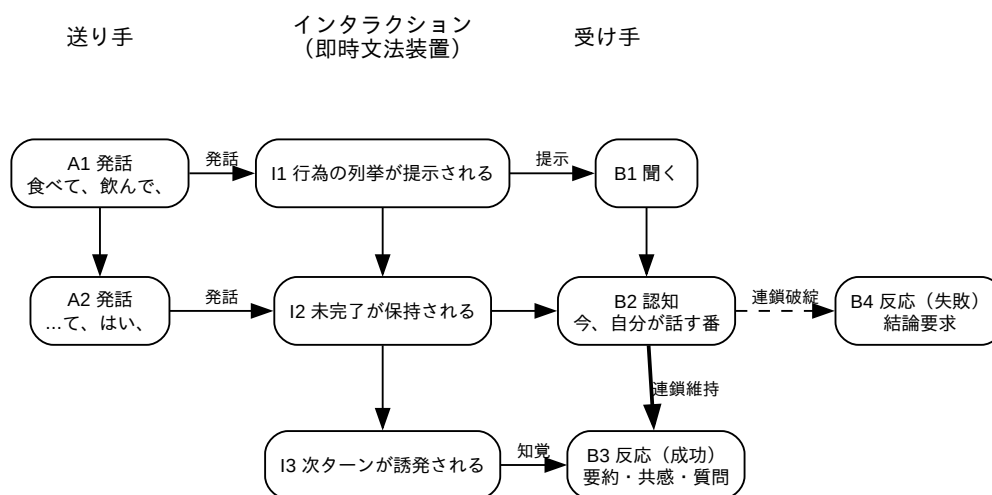 送り手
インタラクション
（即時文法装置）
受け手
A1 発話
食べて、飲んで、
発話
I1 行為の列挙が提示される
提示
B1 聞く
A2 発話
…て、はい、
発話
I2 未完了が保持される
B2 認知
今、自分が話す番
連鎖破綻
B4 反応（失敗）
結論要求
連鎖維持
I3 次ターンが誘発される
知覚
B3 反応（成功）
要約・共感・質問